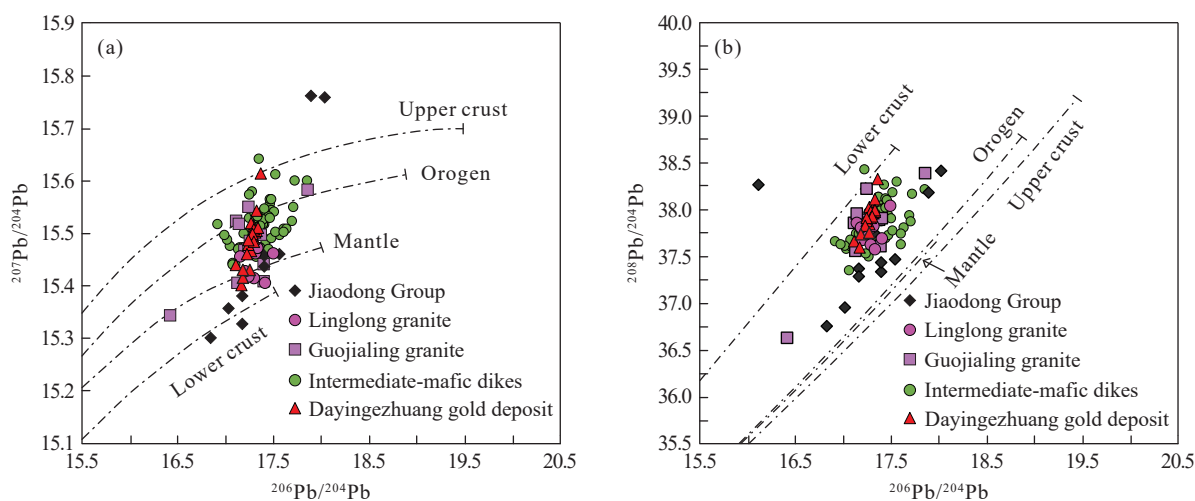 (a)
15.9
15.8
15.7
15.6
15.5
15.4
15.3
15.2
15.1
²⁰⁷Pb/²⁰⁴Pb
Upper crust
Orogen
Mantle
Lower crust
Jiaodong Group
Linglong granite
Guojialing granite
Intermediate-mafic dikes
Dayingezhuang gold deposit
15.5 16.5 17.5 18.5 19.5 20.5
²⁰⁶Pb/²⁰⁴Pb
(b)
40.0
39.5
39.0
38.5
38.0
37.5
37.0
36.5
36.0
35.5
²⁰⁸Pb/²⁰⁴Pb
Lower crust
Orogen
Upper crust
Mantle
Jiaodong Group
Linglong granite
Guojialing granite
Intermediate-mafic dikes
Dayingezhuang gold deposit
15.5 16.5 17.5 18.5 19.5 20.5
²⁰⁶Pb/²⁰⁴Pb